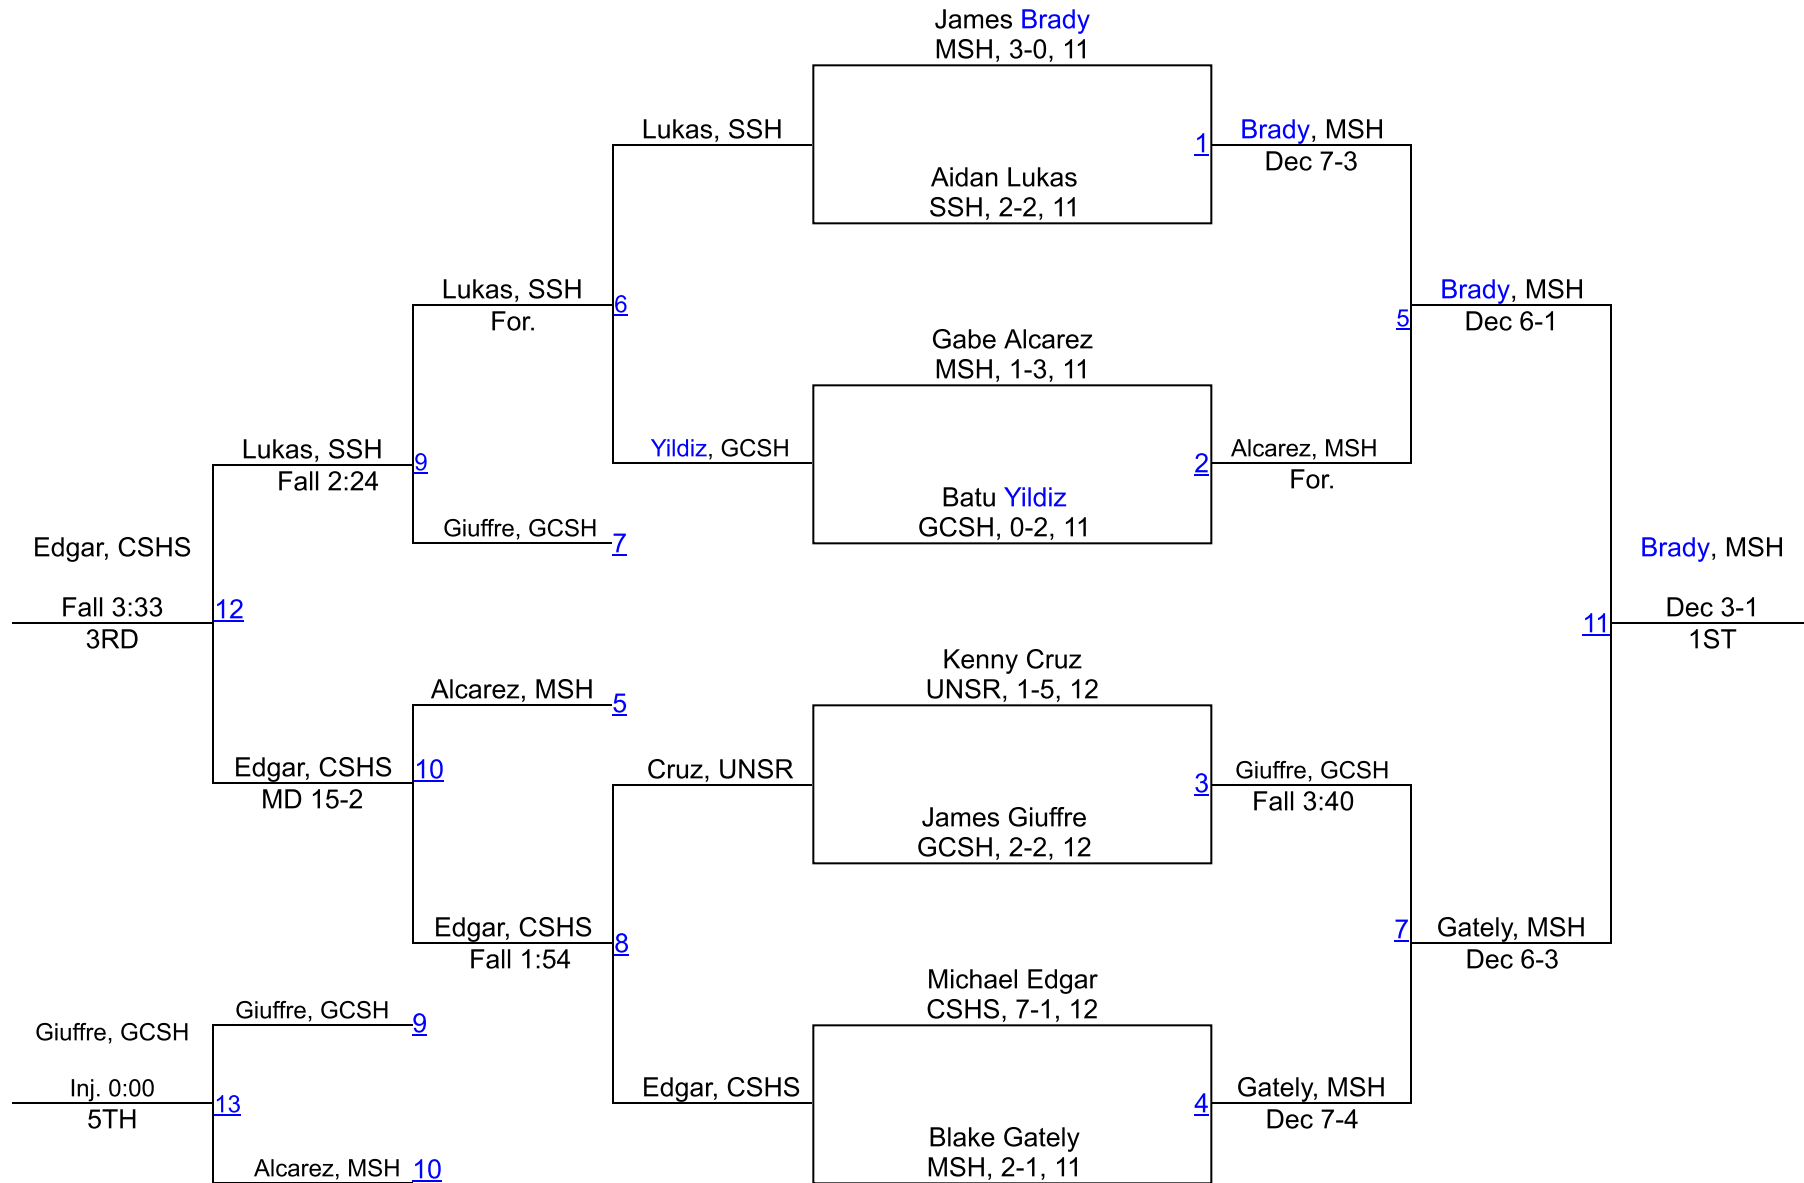 James Brady
MSH, 3-0, 11
Lukas, SSH
1
Brady, MSH
Dec 7-3
Aidan Lukas
SSH, 2-2, 11
Lukas, SSH
For.
6
Brady, MSH
Dec 6-1
5
Gabe Alcarez
MSH, 1-3, 11
Lukas, SSH
Fall 2:24
9
Yildiz, GCSH
2
Alcarez, MSH
For.
Batu Yildiz
GCSH, 0-2, 11
Giuffre, GCSH
7
Edgar, CSHS
Fall 3:33
3RD
12
Brady, MSH
Dec 3-1
1ST
11
Kenny Cruz
UNSR, 1-5, 12
Alcarez, MSH
5
Edgar, CSHS
MD 15-2
10
Cruz, UNSR
3
Giuffre, GCSH
Fall 3:40
James Giuffre
GCSH, 2-2, 12
Edgar, CSHS
Fall 1:54
8
7
Gately, MSH
Dec 6-3
Michael Edgar
CSHS, 7-1, 12
Giuffre, GCSH
9
Giuffre, GCSH
Inj. 0:00
5TH
13
Edgar, CSHS
4
Gately, MSH
Dec 7-4
Blake Gately
MSH, 2-1, 11
Alcarez, MSH
10